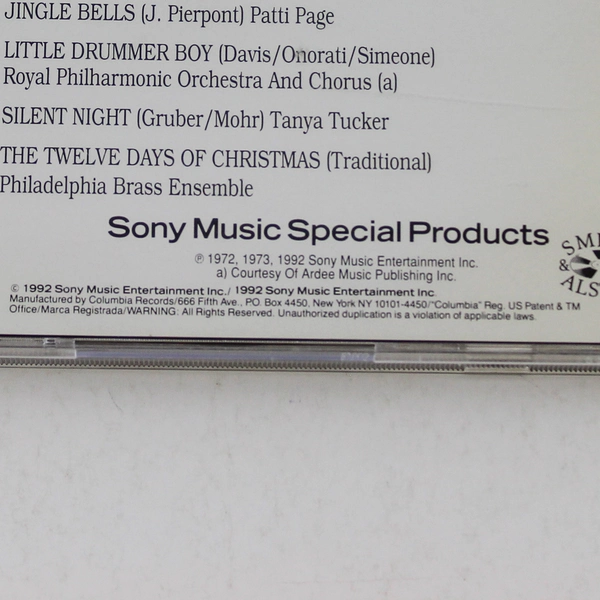 JINGLE BELLS (J. Pierpont) Patti Page
LITTLE DRUMMER BOY (Davis/Onorati/Simeone)
Royal Philharmonic Orchestra And Chorus (a)
SILENT NIGHT (Gruber/Mohr) Tanya Tucker
THE TWELVE DAYS OF CHRISTMAS (Traditional)
Philadelphia Brass Ensemble
Sony Music Special Products
℗ 1972, 1973, 1992 Sony Music Entertainment Inc.
a) Courtesy Of Ardee Music Publishing Inc.
© 1992 Sony Music Entertainment Inc./ 1992 Sony Music Entertainment Inc.
Manufactured by Columbia Records/666 Fifth Ave., P.O. Box 4450, New York NY 10101-4450/"Columbia" Reg. US Patent & TM
Office/Marca Registrada/WARNING: All Rights Reserved. Unauthorized duplication is a violation of applicable laws.
&